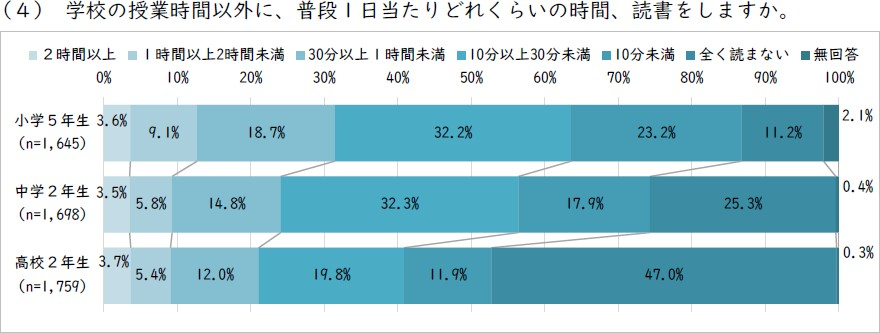 （４） 学校の授業時間以外に、普段１日当たりどれくらいの時間、読書をしますか。
■２時間以上 ■１時間以上2時間未満 ■30分以上１時間未満 ■10分以上30分未満 ■10分未満 ■全く読まない ■無回答
0% 10% 20% 30% 40% 50% 60% 70% 80% 90% 100%
小学５年生
（n=1,645）
3.6% 9.1% 18.7% 32.2% 23.2% 11.2% 2.1%
中学２年生
（n=1,698）
3.5% 5.8% 14.8% 32.3% 17.9% 25.3% 0.4%
高校２年生
（n=1,759）
3.7% 5.4% 12.0% 19.8% 11.9% 47.0% 0.3%